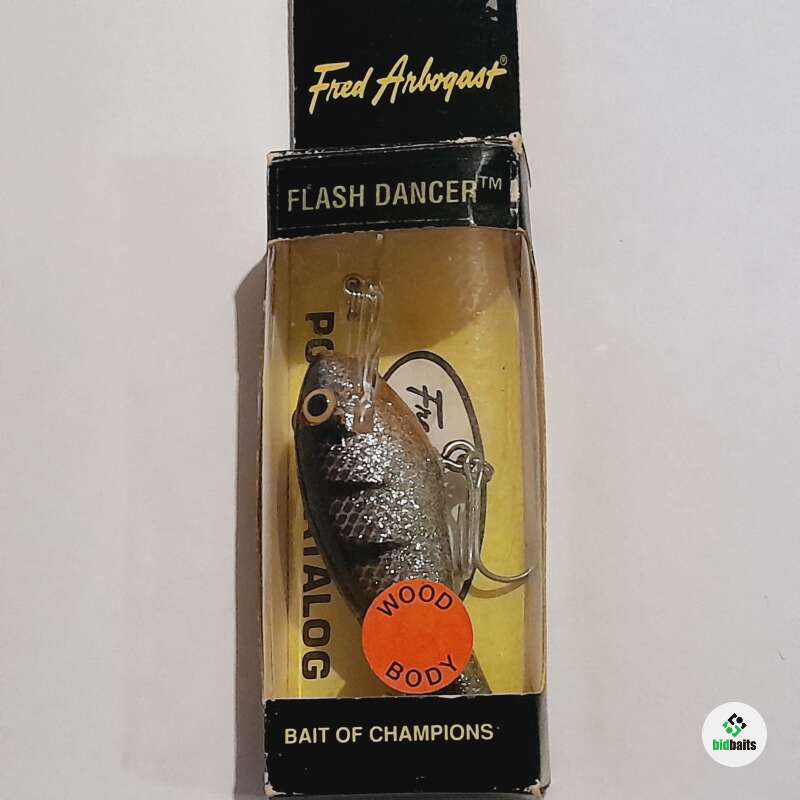 Fred Arbogast®
FLASH DANCER™
WOOD
BODY
BAIT OF CHAMPIONS
bidbaits